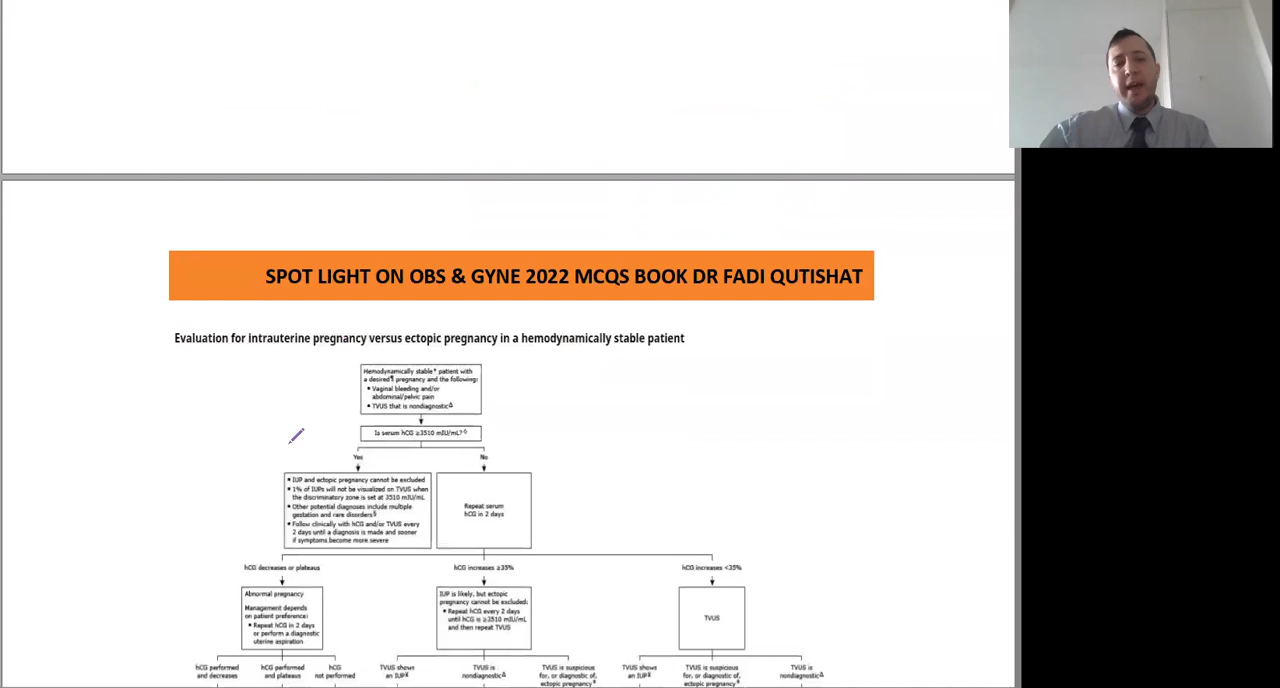 SPOT LIGHT ON OBS & GYNE 2022 MCQS BOOK DR FADI QUTISHAT
Evaluation for intrauterine pregnancy versus ectopic pregnancy in a hemodynamically stable patient
Hemodynamically stable* patient with
a desired¶ pregnancy and the following:
▪ Vaginal bleeding and/or
abdominal/pelvic pain
▪ TVUS that is nondiagnosticΔ
Is serum hCG ≥3510 mIU/mL?◊
Yes
No
▪ IUP and ectopic pregnancy cannot be excluded
▪ 1% of IUPs will not be visualized on TVUS when
the discriminatory zone is set at 3510 mIU/mL
▪ Other potential diagnoses include multiple
gestation and rare disorders§
▪ Follow clinically with hCG and/or TVUS every
2 days until a diagnosis is made and sooner
if symptoms become more severe
Repeat serum
hCG in 2 days
hCG decreases or plateaus
hCG increases ≥35%
hCG increases <35%
Abnormal pregnancy
Management depends
on patient preference:
▪ Repeat hCG in 2 days
or perform a diagnostic
uterine aspiration
IUP is likely, but ectopic
pregnancy cannot be excluded:
▪ Repeat hCG every 2 days
until hCG is ≥3510 mIU/mL
and then repeat TVUS
TVUS
hCG performed
and decreases
hCG performed
and plateaus
hCG
not performed
TVUS shows
an IUP¥
TVUS is
nondiagnosticΔ
TVUS is suspicious
for, or diagnostic of,
ectopic pregnancy¥
TVUS shows
an IUP¥
TVUS is suspicious
for, or diagnostic of,
ectopic pregnancy¥
TVUS is
nondiagnosticΔ